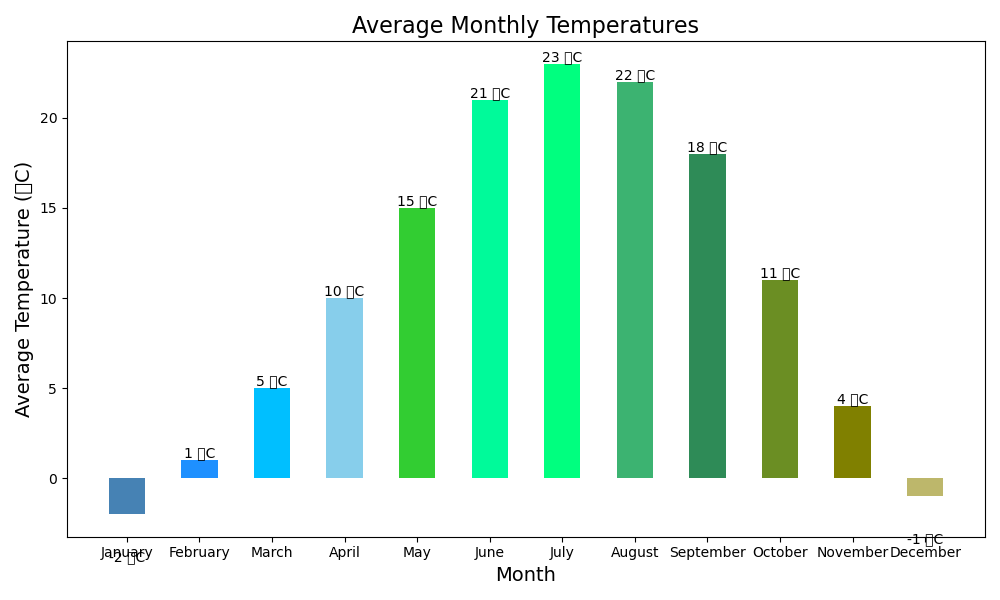 Average Monthly Temperatures
Average Temperature (▯C)
20
15
10
5
0
-2 ▯C
1 ▯C
5 ▯C
10 ▯C
15 ▯C
21 ▯C
23 ▯C
22 ▯C
18 ▯C
11 ▯C
4 ▯C
-1 ▯C
January
February
March
April
May
June
July
August
September
October
November
December
Month